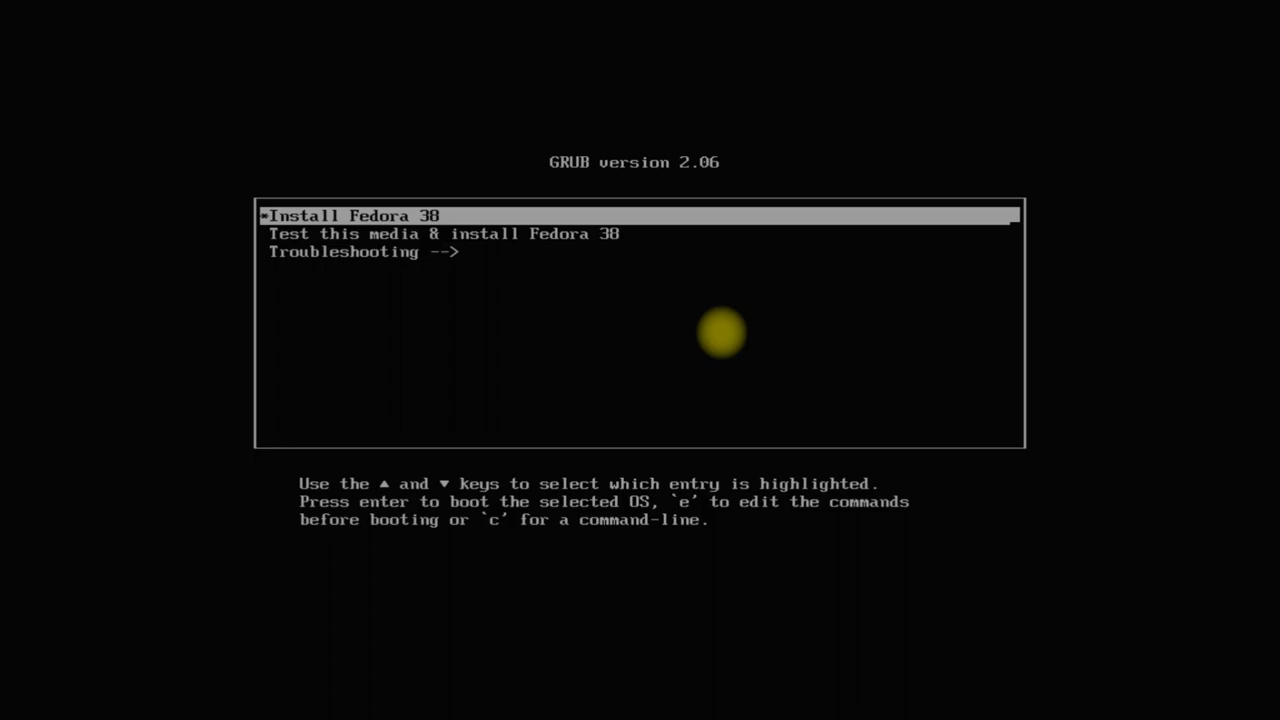 GRUB version 2.06
*Install Fedora 38
Test this media & install Fedora 38
Troubleshooting -->
Use the ▲ and ▼ keys to select which entry is highlighted.
Press enter to boot the selected OS, `e' to edit the commands
before booting or `c' for a command-line.